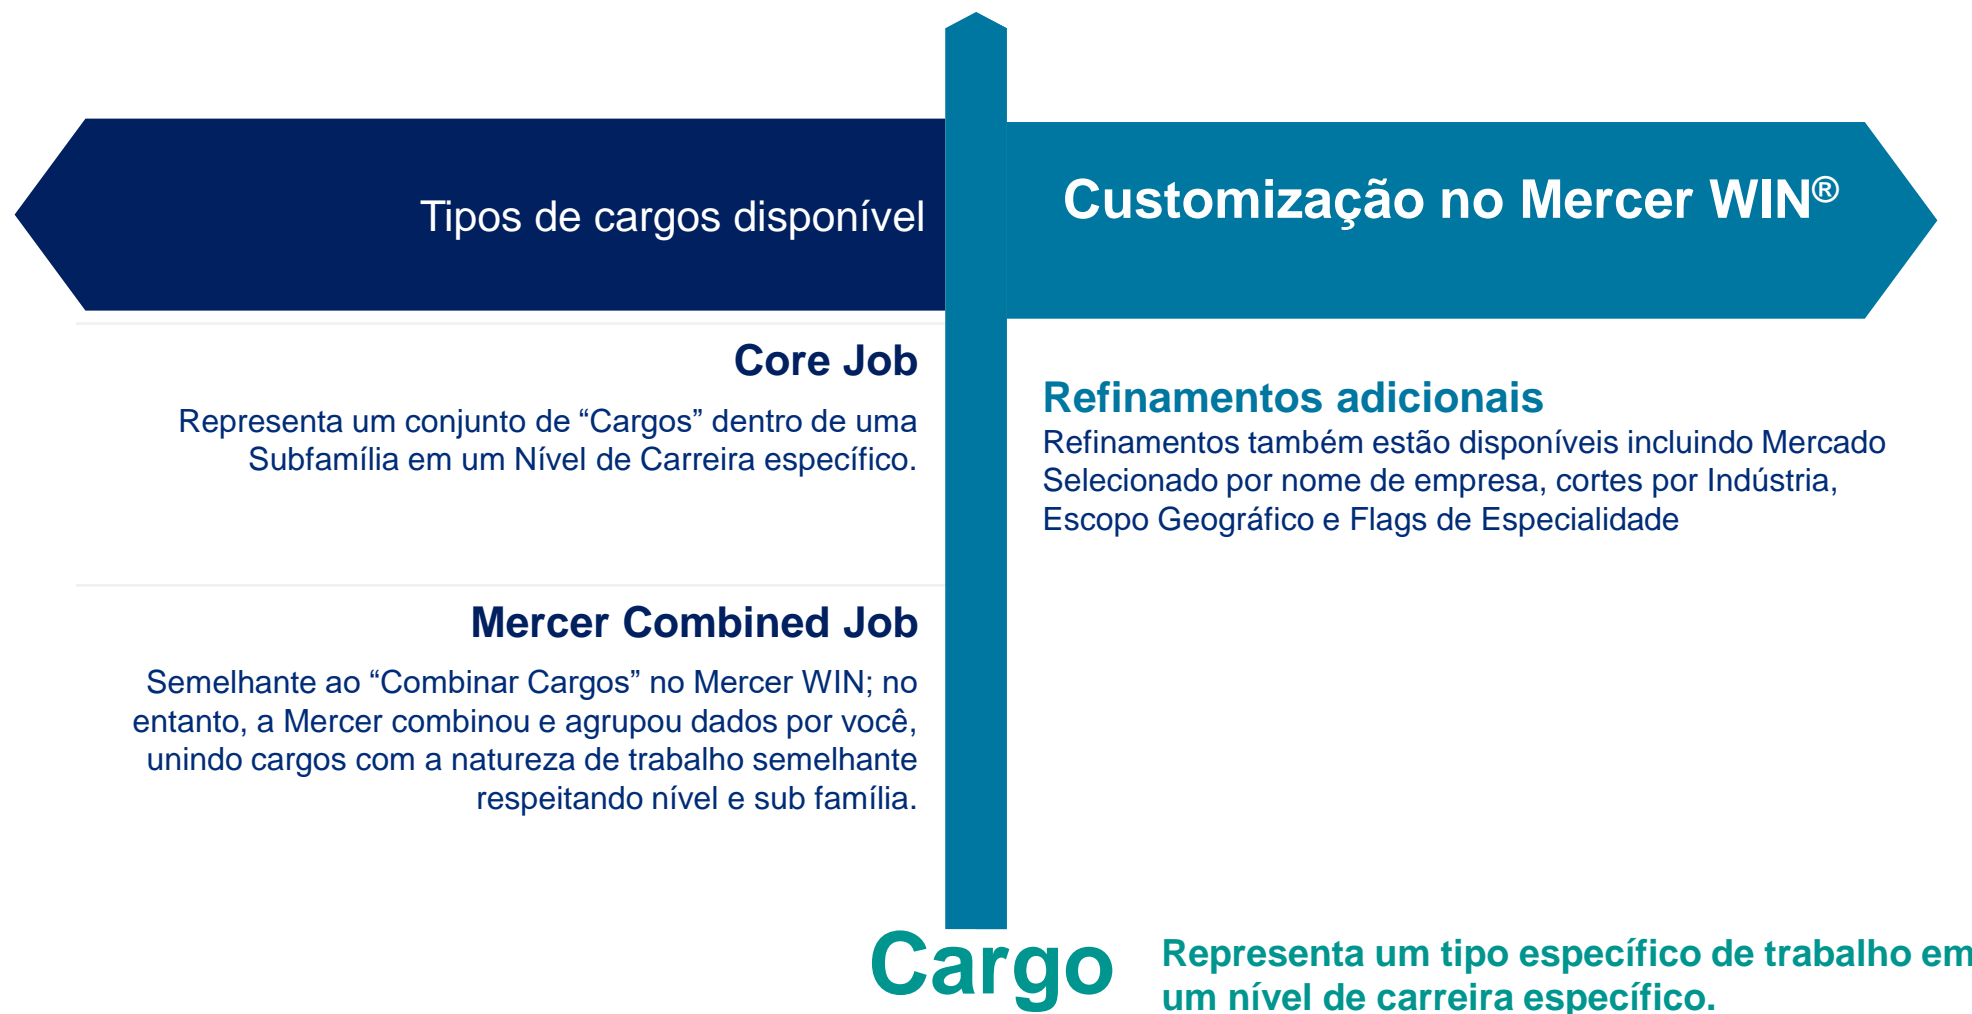 Tipos de cargos disponível
Core Job
Representa um conjunto de “Cargos” dentro de uma
Subfamília em um Nível de Carreira específico.
Mercer Combined Job
Semelhante ao “Combinar Cargos” no Mercer WIN; no
entanto, a Mercer combinou e agrupou dados por você,
unindo cargos com a natureza de trabalho semelhante
respeitando nível e sub família.
Customização no Mercer WIN®
Refinamentos adicionais
Refinamentos também estão disponíveis incluindo Mercado
Selecionado por nome de empresa, cortes por Indústria,
Escopo Geográfico e Flags de Especialidade
Cargo
Representa um tipo específico de trabalho em
um nível de carreira específico.